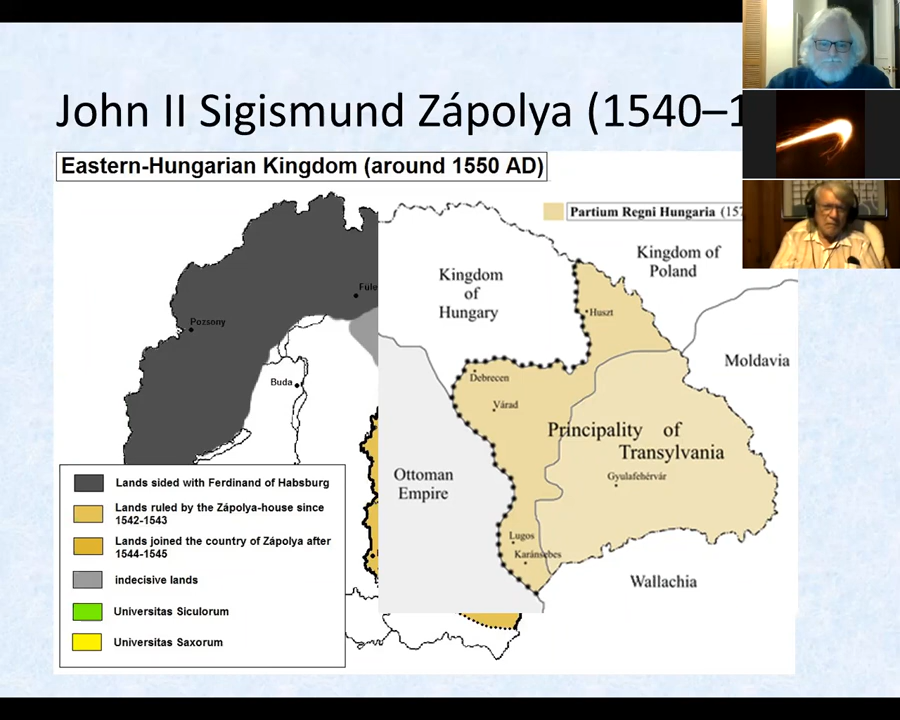 John II Sigismund Zápolya (1540–1
Eastern-Hungarian Kingdom (around 1550 AD)
Partium Regni Hungaria (157
Kingdom of
Poland
Kingdom
of
Hungary
Füle
Huszt
Pozsony
Moldavia
Buda
Debrecen
Várad
Principality of
Transylvania
Ottoman
Empire
Gyulafehérvár
Lugos
Karánsebes
Wallachia
Lands sided with Ferdinand of Habsburg
Lands ruled by the Zápolya-house since
1542-1543
Lands joined the country of Zápolya after
1544-1545
indecisive lands
Universitas Siculorum
Universitas Saxorum